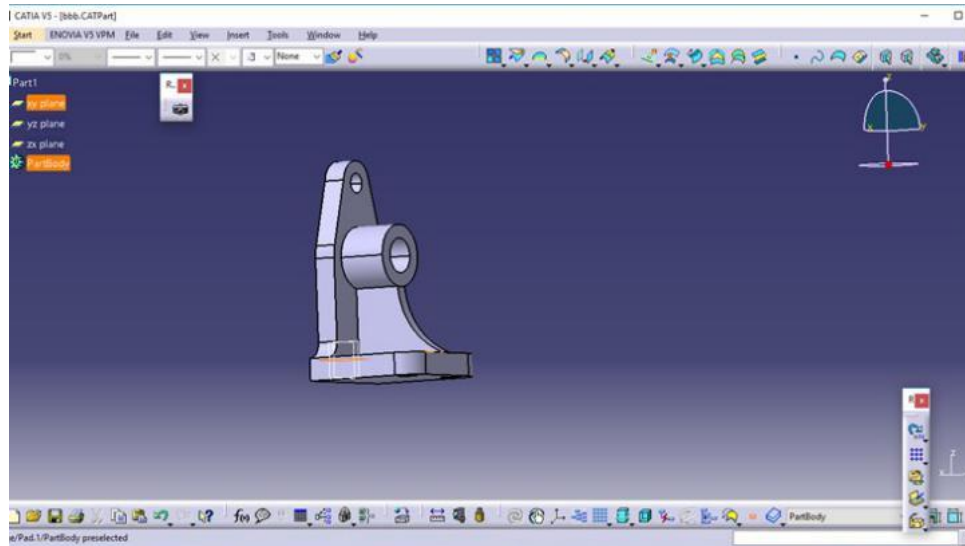 CATIA V5 - [bbb.CATPart]
Start ENOVIA V5 VPM File Edit View Insert Tools Window Help
None
Part1
xy plane
yz plane
zx plane
PartBody
R..
R
x
y
z
x
PartBody
e/Pad.1/PartBody preselected